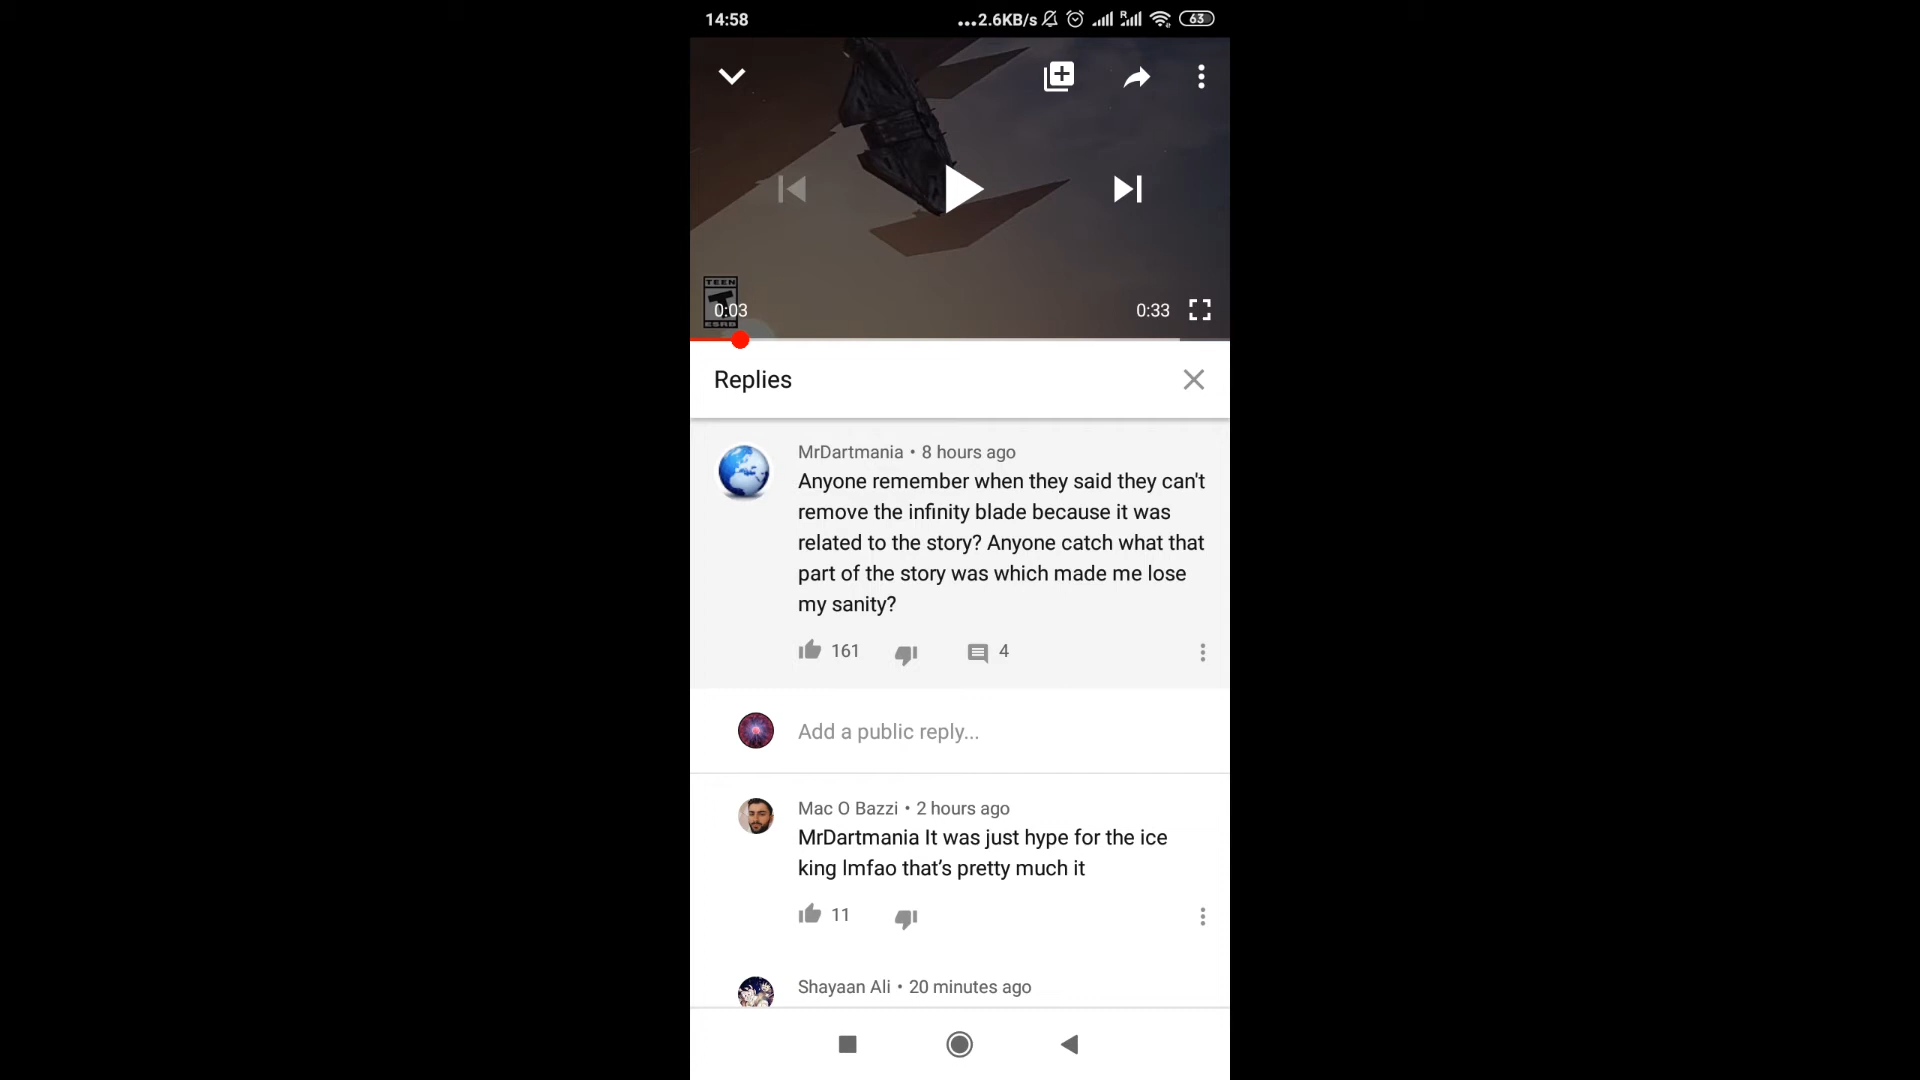 14:58
...2.6KB/s
R
63
TEEN
T
ESRB
0:03
0:33
Replies
MrDartmania • 8 hours ago
Anyone remember when they said they can't
remove the infinity blade because it was
related to the story? Anyone catch what that
part of the story was which made me lose
my sanity?
161
4
Add a public reply...
Mac O Bazzi • 2 hours ago
MrDartmania It was just hype for the ice
king lmfao that’s pretty much it
11
Shayaan Ali • 20 minutes ago